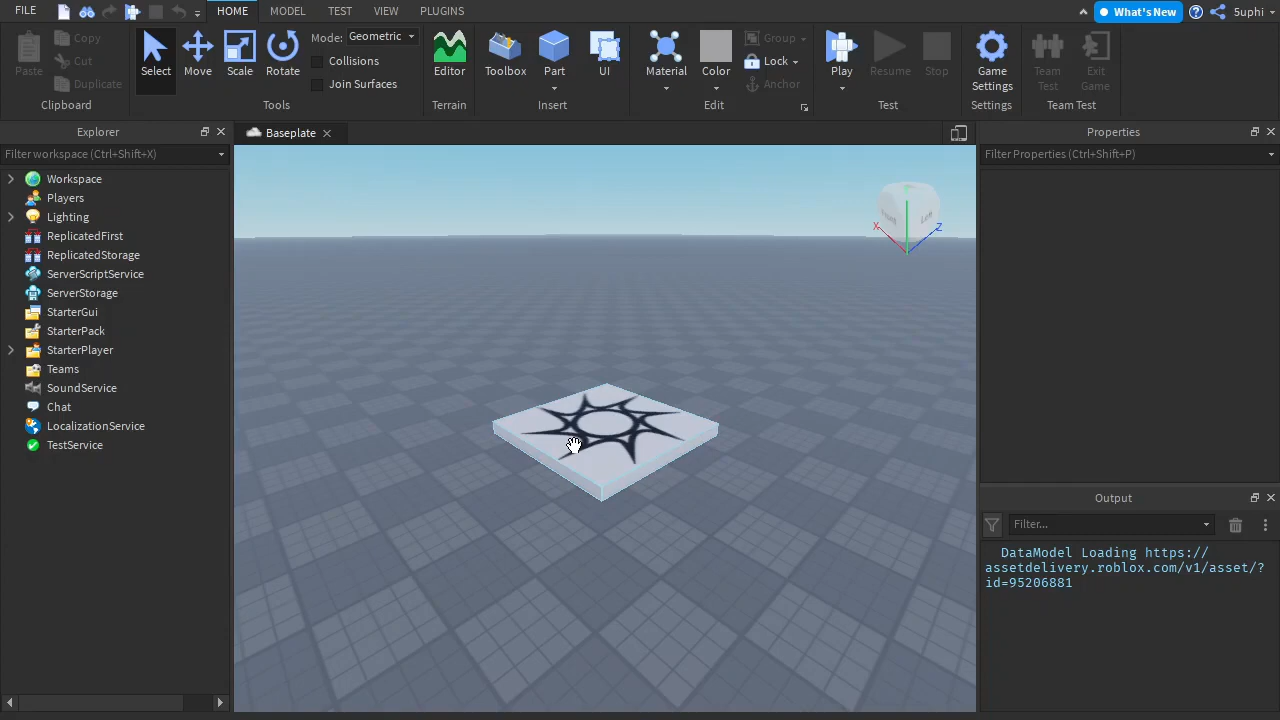 FILE
HOME
MODEL
TEST
VIEW
PLUGINS
What's New
5uphi
Paste
Copy
Cut
Duplicate
Clipboard
Select
Move
Scale
Rotate
Mode:
Geometric
Collisions
Join Surfaces
Tools
Editor
Terrain
Toolbox
Part
UI
Insert
Material
Color
Group
Lock
Anchor
Edit
Play
Resume
Stop
Test
Game
Settings
Settings
Team
Test
Exit
Game
Team Test
Explorer
Filter workspace (Ctrl+Shift+X)
Workspace
Players
Lighting
ReplicatedFirst
ReplicatedStorage
ServerScriptService
ServerStorage
StarterGui
StarterPack
StarterPlayer
Teams
SoundService
Chat
LocalizationService
TestService
Baseplate
X
Z
Left
Properties
Filter Properties (Ctrl+Shift+P)
Output
Filter...
DataModel Loading https://
assetdelivery.roblox.com/v1/asset/?
id=95206881